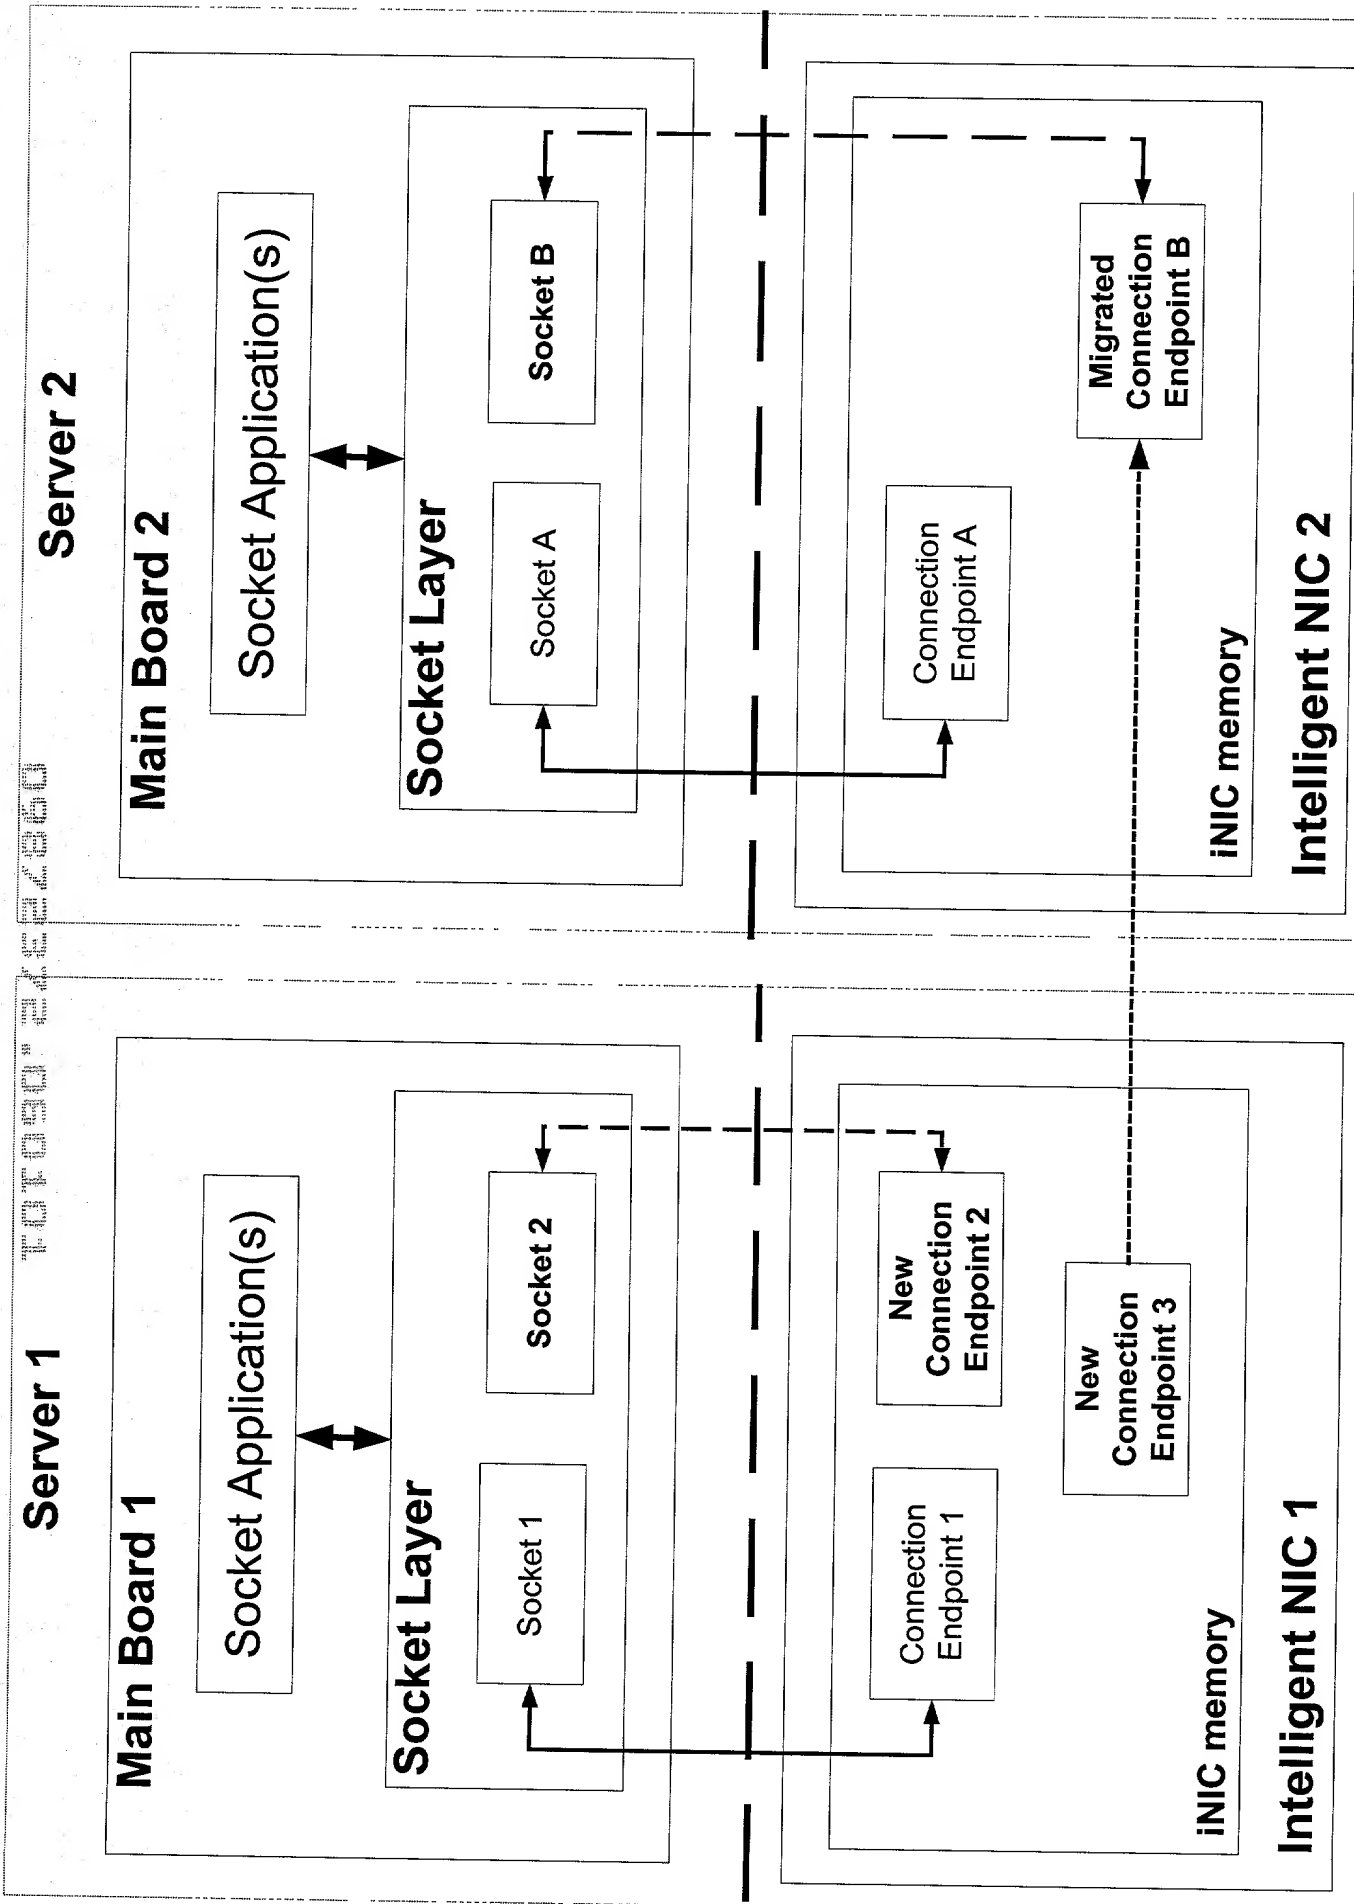 Server 1
Main Board 1
Socket Application(s)
Socket Layer
Socket 1
Socket 2
Connection
Endpoint 1
New
Connection
Endpoint 2
New
Connection
Endpoint 3
iNIC memory
Intelligent NIC 1
Server 2
Main Board 2
Socket Application(s)
Socket Layer
Socket A
Socket B
Connection
Endpoint A
Migrated
Connection
Endpoint B
iNIC memory
Intelligent NIC 2